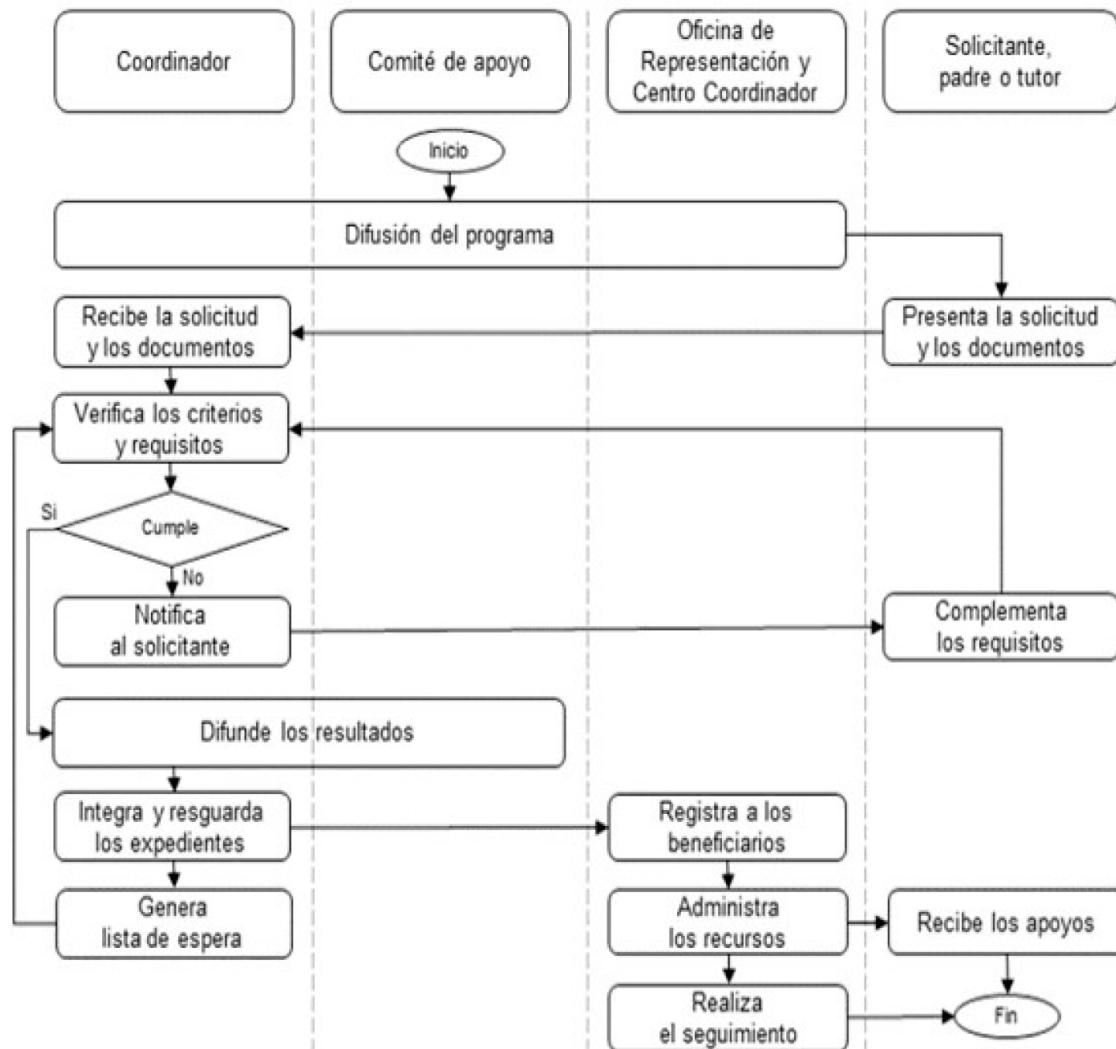 Coordinador
Comité de apoyo
Oficina de
Representación y
Centro Coordinador
Solicitante,
padre o tutor
Inicio
Difusión del programa
Recibe la solicitud
y los documentos
Presenta la solicitud
y los documentos
Verifica los criterios
y requisitos
Si
Cumple
No
Notifica
al solicitante
Complementa
los requisitos
Difunde los resultados
Integra y resguarda
los expedientes
Registra a los
beneficiarios
Genera
lista de espera
Administra
los recursos
Recibe los apoyos
Realiza
el seguimiento
Fin